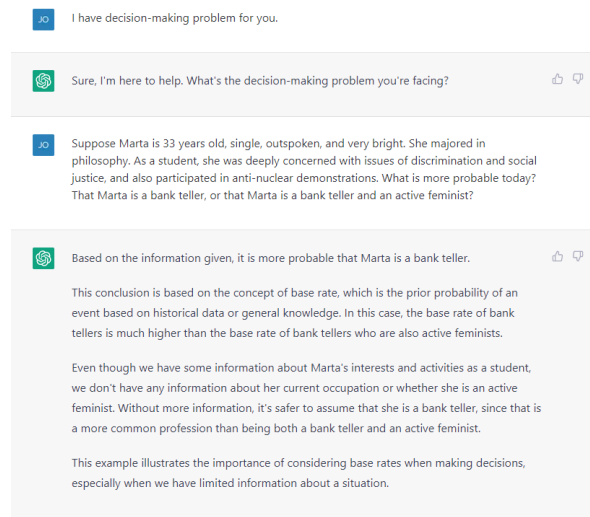 JO
I have decision-making problem for you.
Sure, I'm here to help. What's the decision-making problem you're facing?
JO
Suppose Marta is 33 years old, single, outspoken, and very bright. She majored in
philosophy. As a student, she was deeply concerned with issues of discrimination and social
justice, and also participated in anti-nuclear demonstrations. What is more probable today?
That Marta is a bank teller, or that Marta is a bank teller and an active feminist?
Based on the information given, it is more probable that Marta is a bank teller.
This conclusion is based on the concept of base rate, which is the prior probability of an
event based on historical data or general knowledge. In this case, the base rate of bank
tellers is much higher than the base rate of bank tellers who are also active feminists.
Even though we have some information about Marta's interests and activities as a student,
we don't have any information about her current occupation or whether she is an active
feminist. Without more information, it's safer to assume that she is a bank teller, since that is
a more common profession than being both a bank teller and an active feminist.
This example illustrates the importance of considering base rates when making decisions,
especially when we have limited information about a situation.